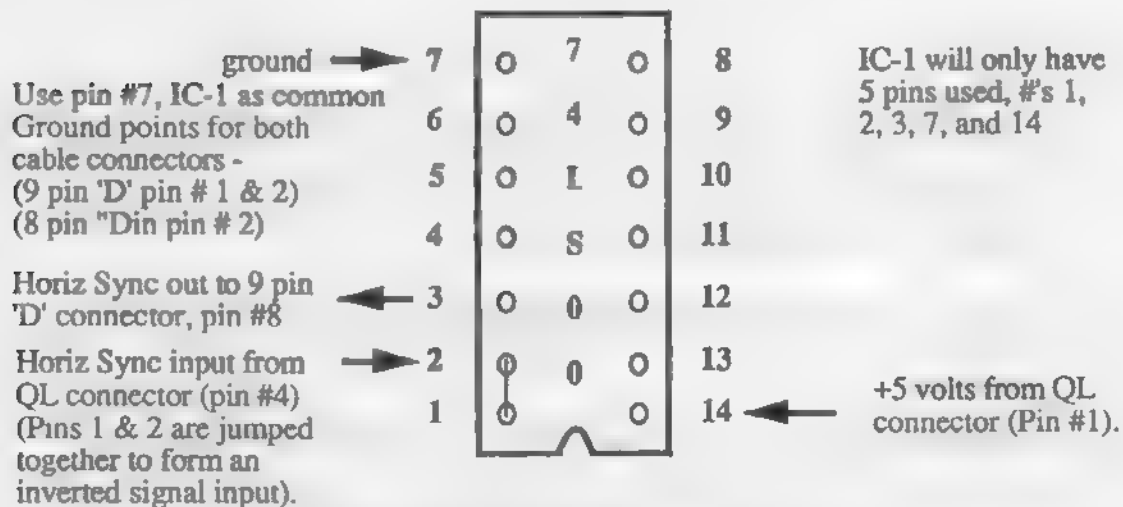 ground
Use pin #7, IC-1 as common
Ground points for both
cable connectors -
(9 pin 'D' pin # 1 & 2)
(8 pin "Din pin # 2)
Horiz Sync out to 9 pin
'D' connector, pin #8
Horiz Sync input from
QL connector (pin #4)
(Pins 1 & 2 are jumped
together to form an
inverted signal input).
7
6
5
4
3
2
1
7
4
L
S
0
0
8
9
10
11
12
13
14
IC-1 will only have
5 pins used, #'s 1,
2, 3, 7, and 14
+5 volts from QL
connector (Pin #1).